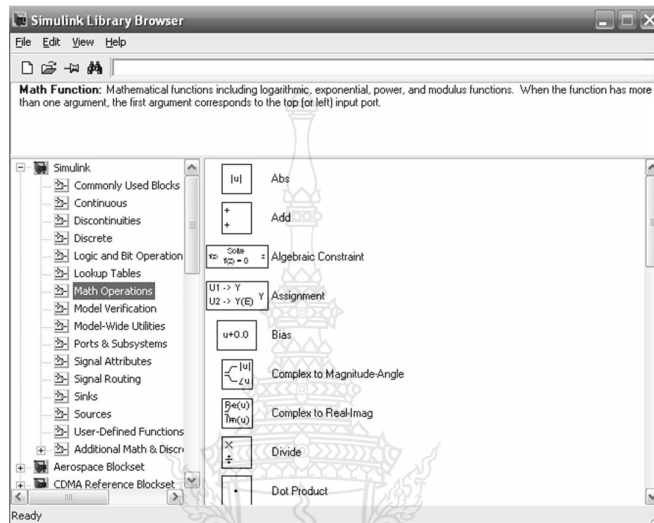 Simulink Library Browser
File Edit View Help
Math Function: Mathematical functions including logarithmic, exponential, power, and modulus functions. When the function has more
than one argument, the first argument corresponds to the top (or left) input port.
Simulink
Commonly Used Blocks
Continuous
Discontinuities
Discrete
Logic and Bit Operation
Lookup Tables
Math Operations
Model Verification
Model-Wide Utilities
Ports & Subsystems
Signal Attributes
Signal Routing
Sinks
Sources
User-Defined Functions
Additional Math & Discre
Aerospace Blockset
CDMA Reference Blockset
|u| Abs
+
+ Add
f(z) Solve
f(z) = 0 z Algebraic Constraint
U1 -> Y
U2 -> Y(E) Y Assignment
u+0.0 Bias
|u|
∠u Complex to Magnitude-Angle
Re(u)
Im(u) Complex to Real-Imag
×
÷ Divide
Dot Product
Ready